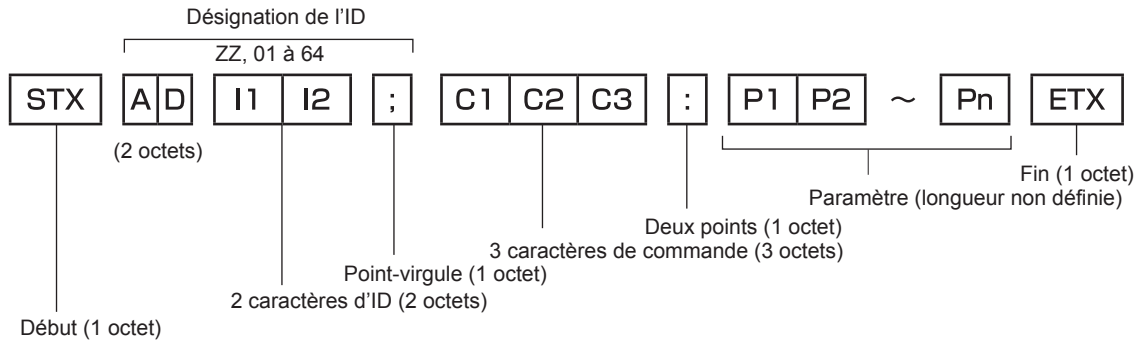 Désignation de l'ID
ZZ, 01 à 64
STX A D I1 I2 ; C1 C2 C3 : P1 P2 ～ Pn ETX
(2 octets)
Fin (1 octet)
Paramètre (longueur non définie)
Deux points (1 octet)
3 caractères de commande (3 octets)
Point-virgule (1 octet)
2 caractères d'ID (2 octets)
Début (1 octet)